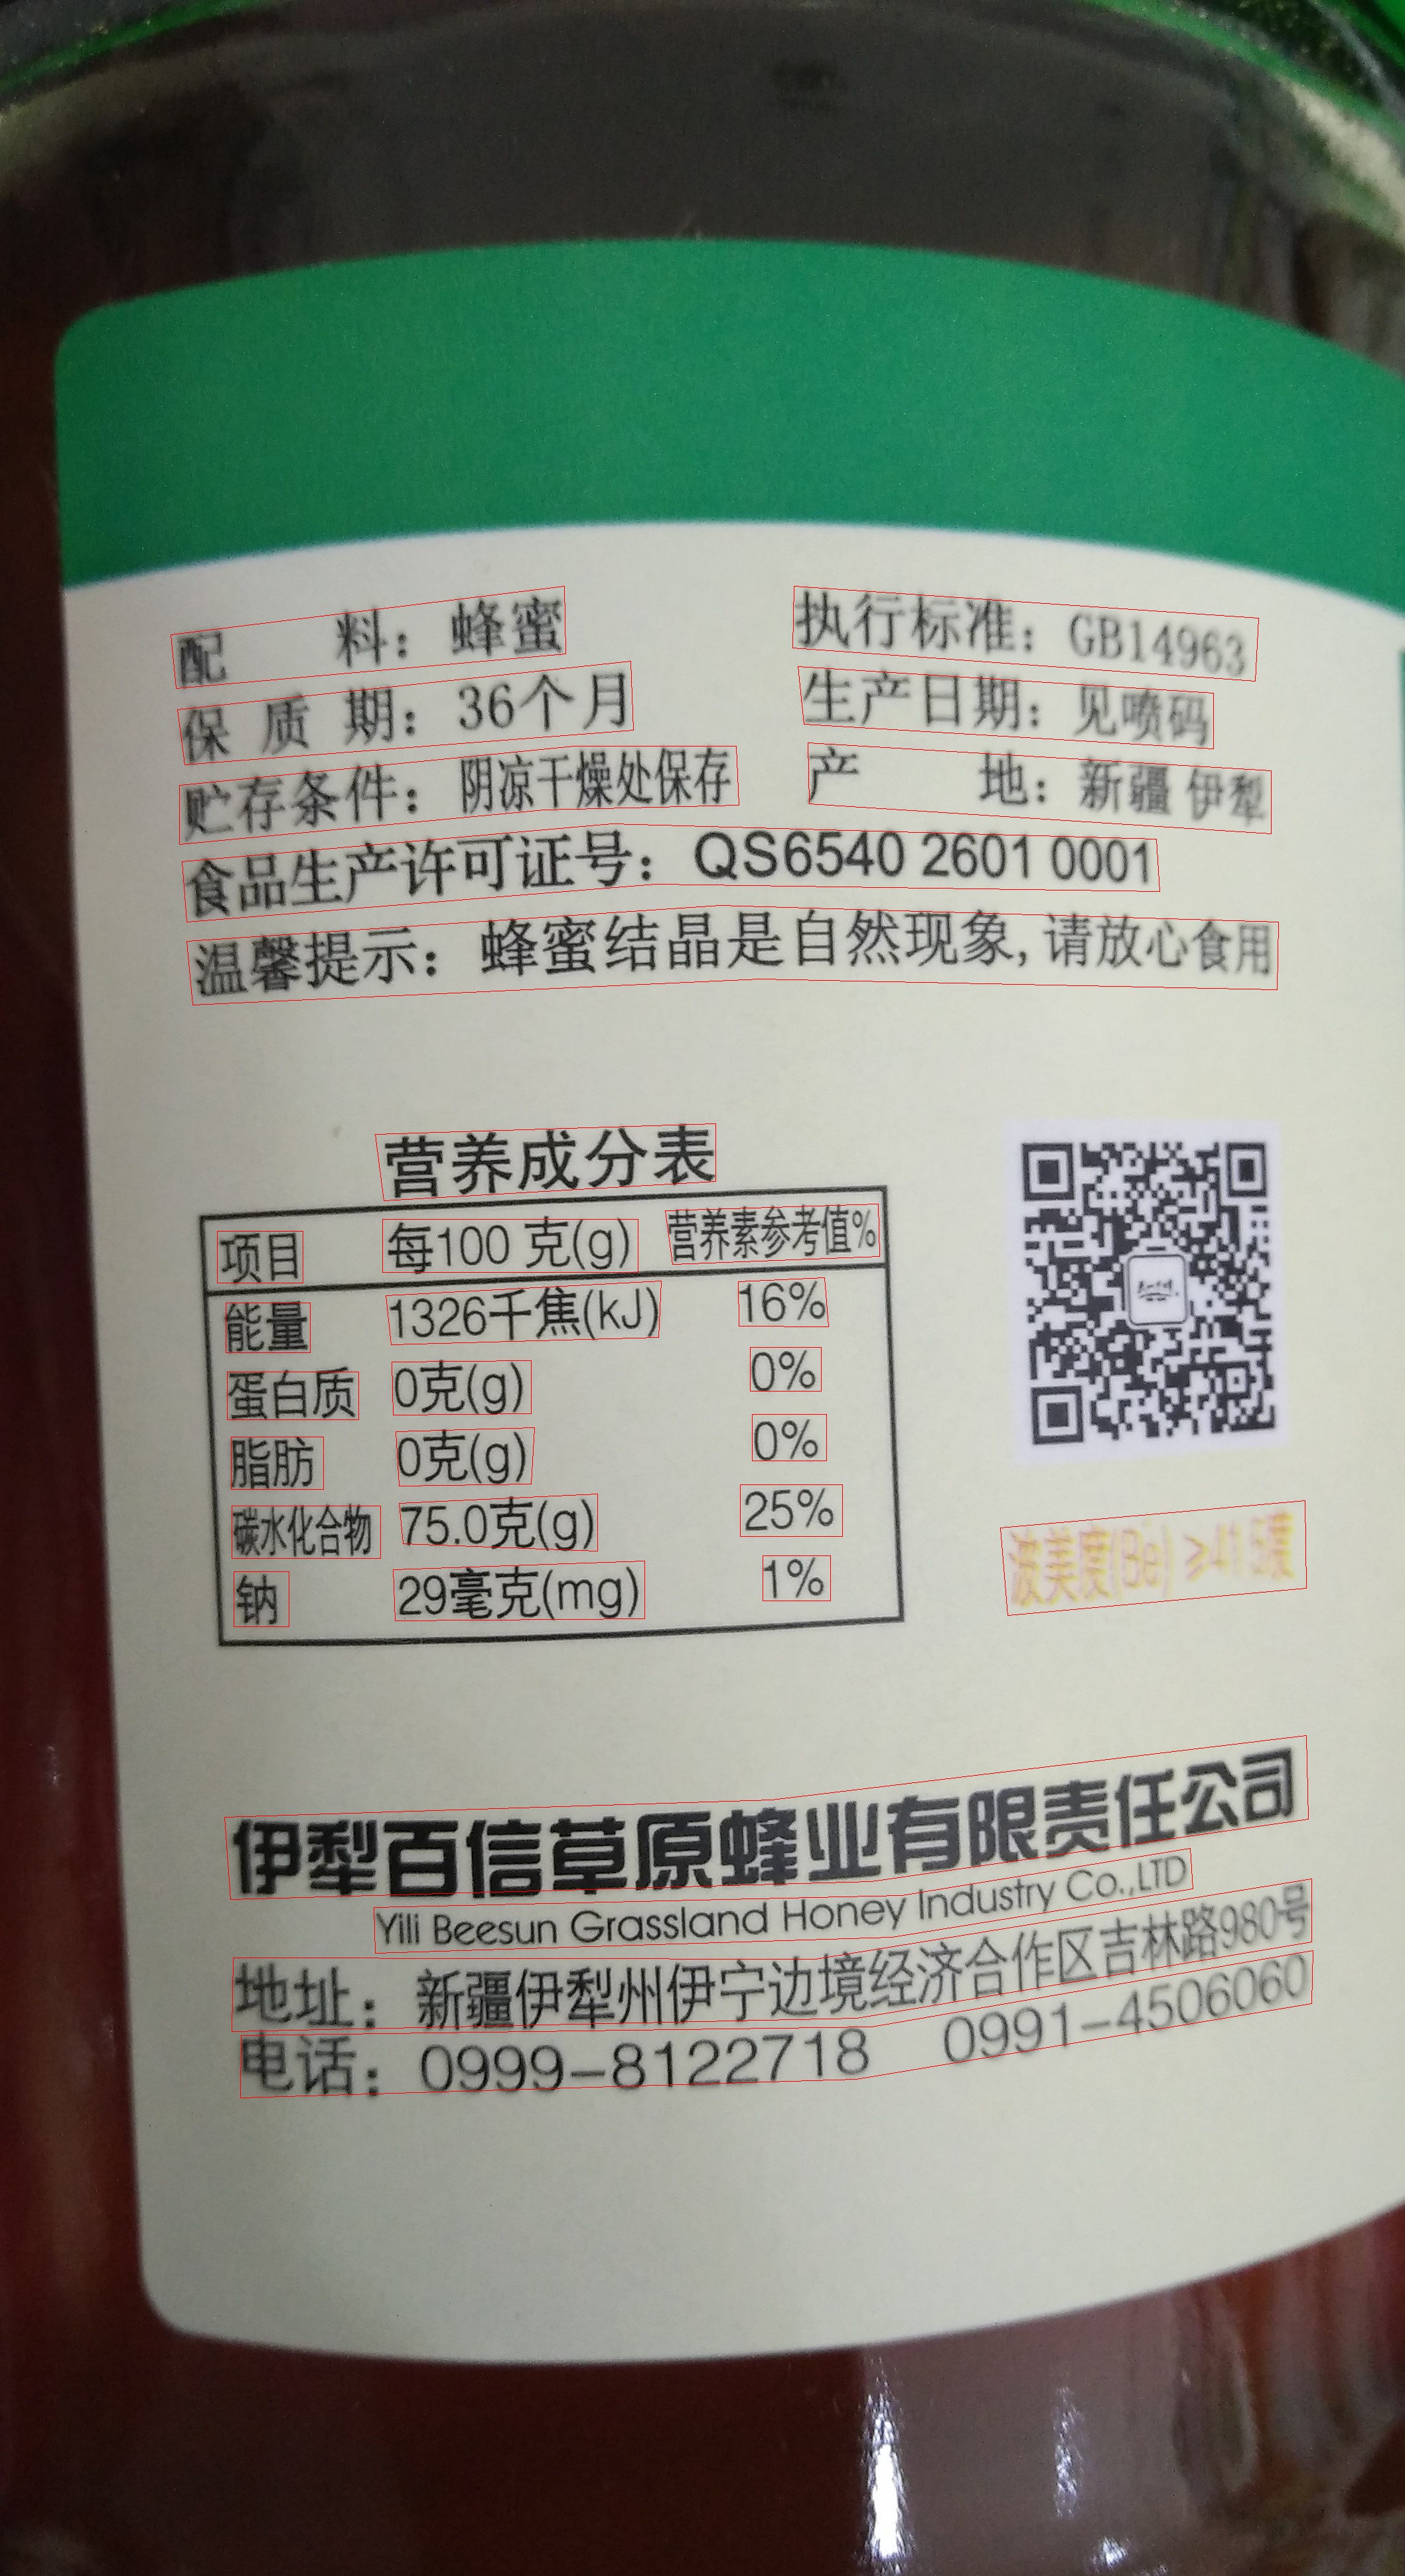 配 料：蜂蜜
执行标准：GB14963
保 质 期：36个月
生产日期：见喷码
贮存条件：阴凉干燥处保存
产 地：新疆 伊犁
食品生产许可证号：QS6540 2601 0001
温馨提示：蜂蜜结晶是自然现象,请放心食用
营养成分表
项目 每100 克(g) 营养素参考值%
能量 1326千焦(kJ) 16%
蛋白质 0克(g) 0%
脂肪 0克(g) 0%
碳水化合物 75.0克(g) 25%
钠 29毫克(mg) 1%
波美度(Be) ≥41
伊犁百信草原蜂业有限责任公司
Yili Beesun Grassland Honey Industry Co.,LTD
地址：新疆伊犁州伊宁边境经济合作区吉林路980号
电话：0999-8122718 0991-4506060